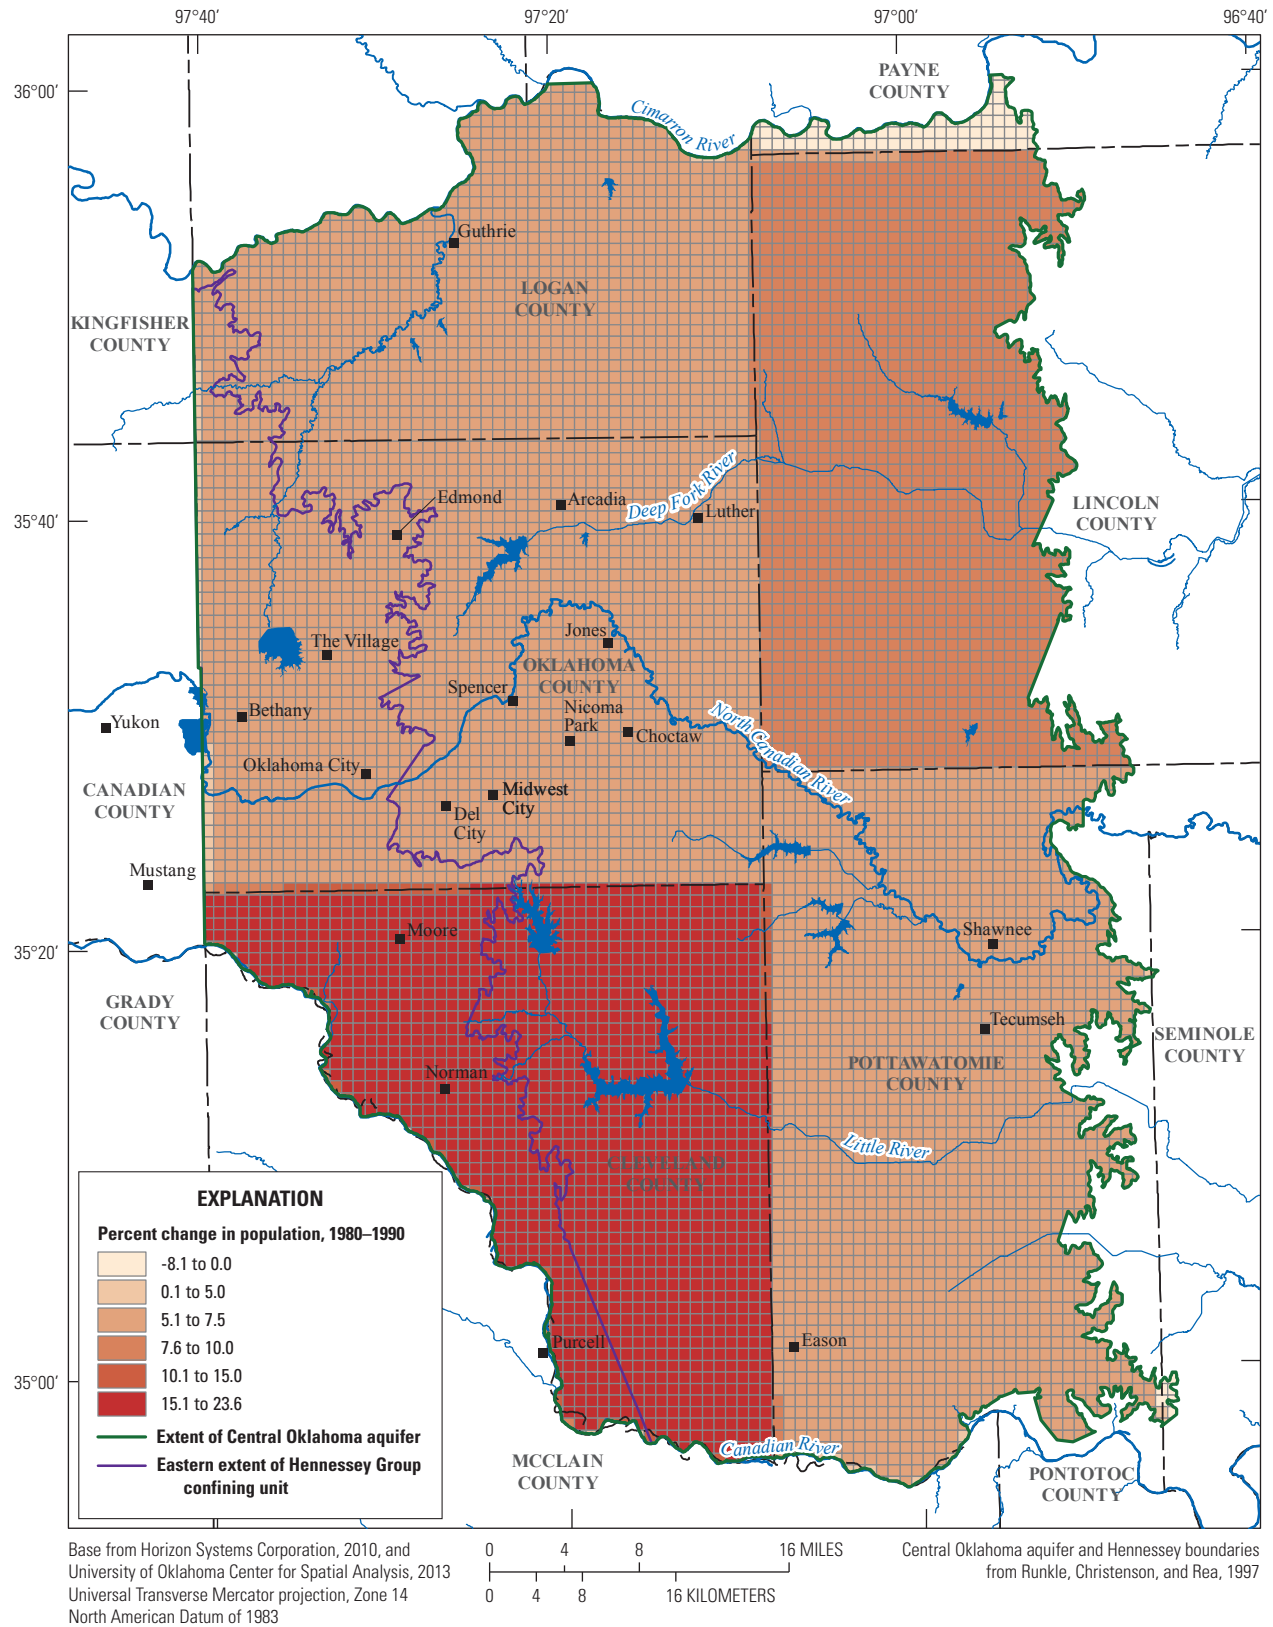 97°40′
97°20′
97°00′
96°40′
36°00′
35°40′
35°20′
35°00′
PAYNE
COUNTY
Cimarron River
Guthrie
LOGAN
COUNTY
KINGFISHER
COUNTY
Edmond
Arcadia
Deep Fork River
Luther
LINCOLN
COUNTY
Jones
The Village
OKLAHOMA
COUNTY
Spencer
Nicoma
Park
Choctaw
North Canadian River
Bethany
Yukon
Oklahoma City
CANADIAN
COUNTY
Midwest
City
Del
City
Mustang
Moore
Shawnee
GRADY
COUNTY
Tecumseh
SEMINOLE
COUNTY
POTTAWATOMIE
COUNTY
Norman
Little River
CLEVELAND
COUNTY
Purcell
Eason
Canadian River
MCCLAIN
COUNTY
PONTOTOC
COUNTY
EXPLANATION
Percent change in population, 1980–1990
-8.1 to 0.0
0.1 to 5.0
5.1 to 7.5
7.6 to 10.0
10.1 to 15.0
15.1 to 23.6
Extent of Central Oklahoma aquifer
Eastern extent of Hennessey Group
confining unit
Base from Horizon Systems Corporation, 2010, and
University of Oklahoma Center for Spatial Analysis, 2013
Universal Transverse Mercator projection, Zone 14
North American Datum of 1983
0 4 8 16 MILES
0 4 8 16 KILOMETERS
Central Oklahoma aquifer and Hennessey boundaries
from Runkle, Christenson, and Rea, 1997